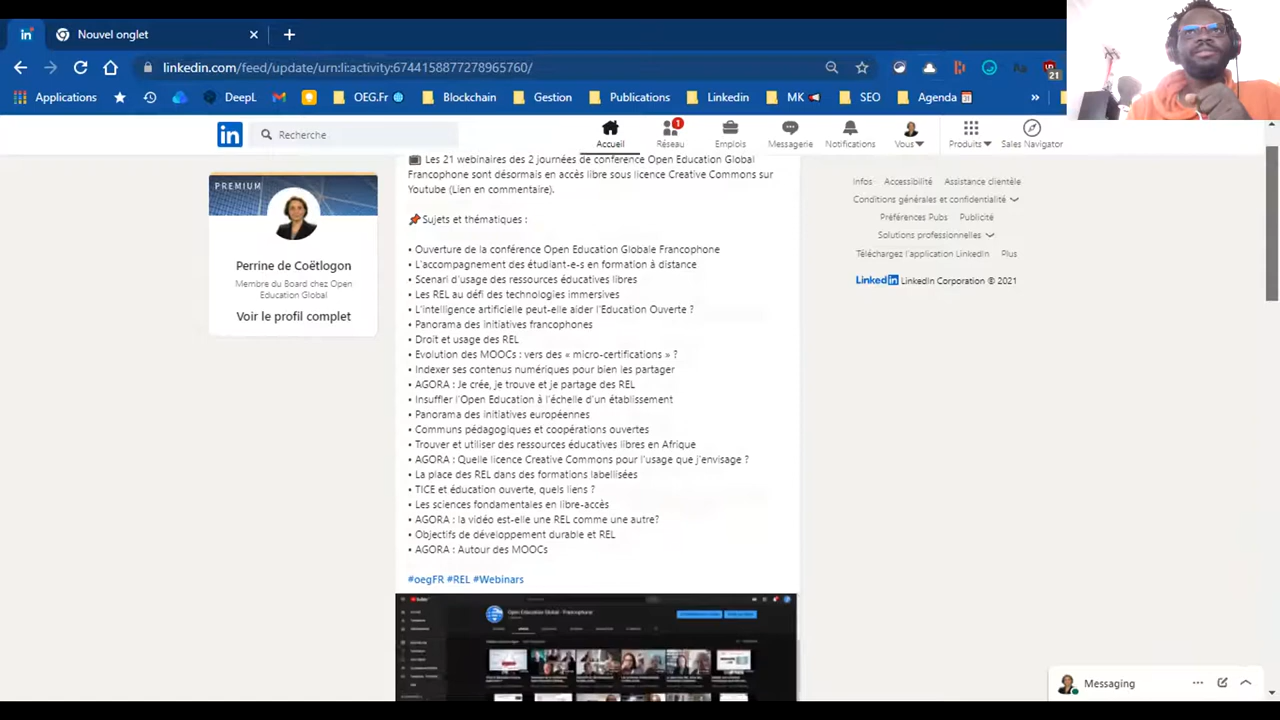 in
Nouvel onglet
linkedin.com/feed/update/urn:li:activity:6744158877278965760/
21
Applications
DeepL
OEG.Fr
Blockchain
Gestion
Publications
Linkedin
MK
SEO
Agenda
»
in
Recherche
Accueil
1
Réseau
Emplois
Messagerie
Notifications
Vous
Produits
Sales Navigator
Les 21 webinaires des 2 journées de conférence Open Education Global
Francophone sont désormais en accès libre sous licence Creative Commons sur
Youtube (Lien en commentaire).
Sujets et thématiques :
• Ouverture de la conférence Open Education Globale Francophone
• L'accompagnement des étudiant-e-s en formation à distance
• Scenari d'usage des ressources éducatives libres
• Les REL au défi des technologies immersives
• L'intelligence artificielle peut-elle aider l'Education Ouverte ?
• Panorama des initiatives francophones
• Droit et usage des REL
• Evolution des MOOCs : vers des « micro-certifications » ?
• Indexer ses contenus numériques pour bien les partager
• AGORA : Je crée, je trouve et je partage des REL
• Insuffler l'Open Education à l'échelle d'un établissement
• Panorama des initiatives européennes
• Communs pédagogiques et coopérations ouvertes
• Trouver et utiliser des ressources éducatives libres en Afrique
• AGORA : Quelle licence Creative Commons pour l'usage que j'envisage ?
• La place des REL dans des formations labellisées
• TICE et éducation ouverte, quels liens ?
• Les sciences fondamentales en libre-accès
• AGORA : la vidéo est-elle une REL comme une autre?
• Objectifs de développement durable et REL
• AGORA : Autour des MOOCs
#oegFR #REL #Webinars
Open Education Global - Francophone
PREMIUM
Perrine de Coëtlogon
Membre du Board chez Open
Education Global
Voir le profil complet
Infos Accessibilité Assistance clientèle
Conditions générales et confidentialité
Préférences Pubs Publicité
Solutions professionnelles
Téléchargez l'application LinkedIn Plus
Linkedin LinkedIn Corporation © 2021
Messaging